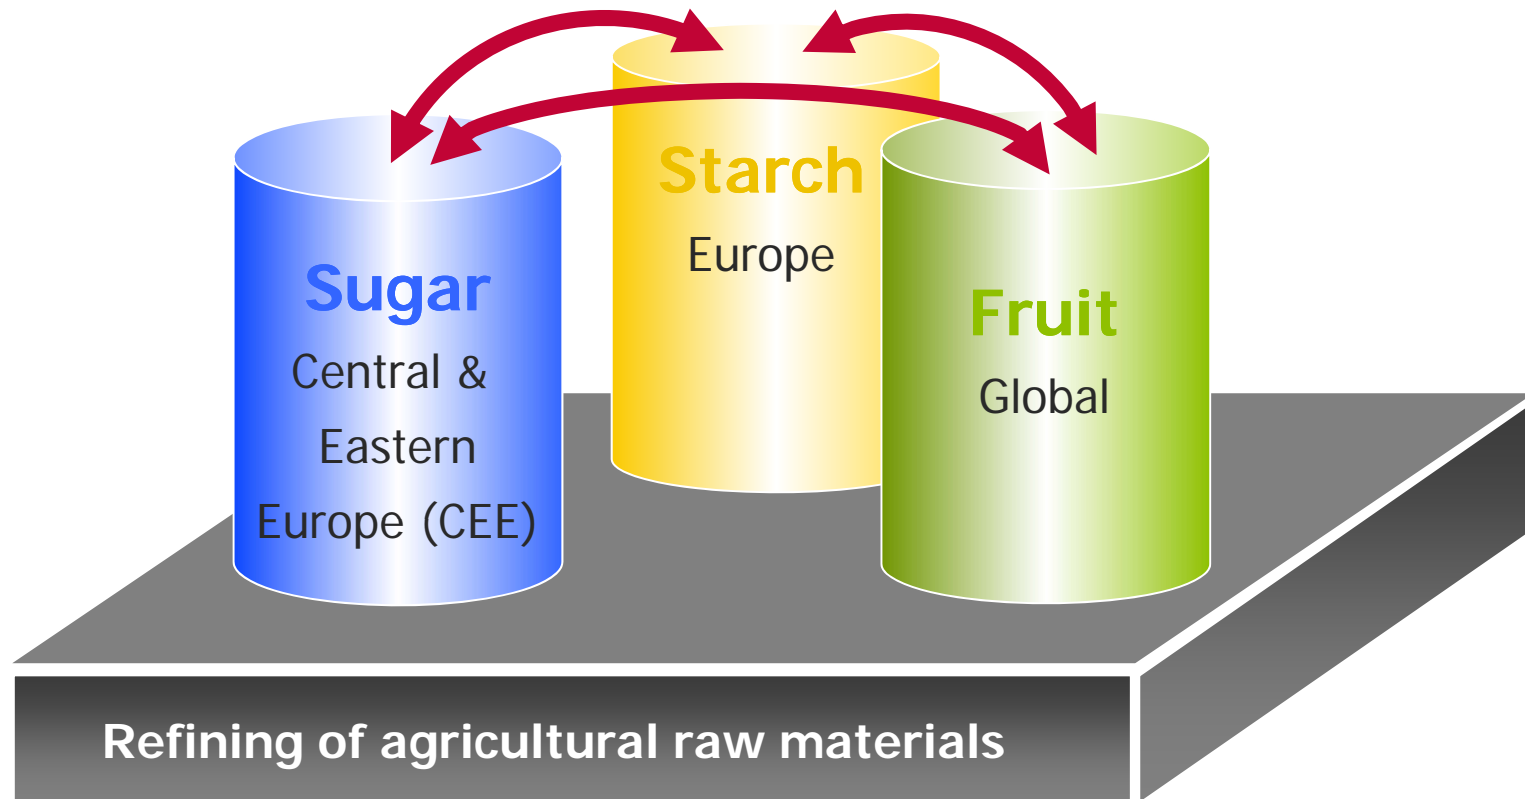 Sugar
Central &
Eastern
Europe (CEE)
Starch
Europe
Fruit
Global
Refining of agricultural raw materials